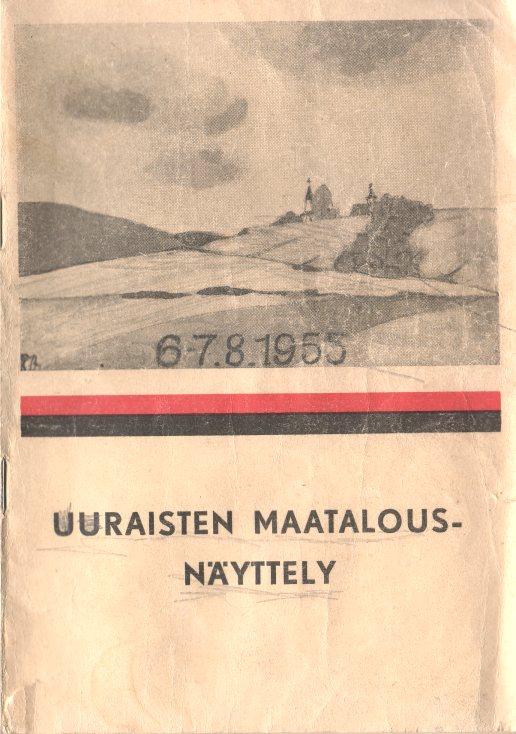 6-7.8.1955
UURAISTEN MAATALOUS-
NÄYTTELY